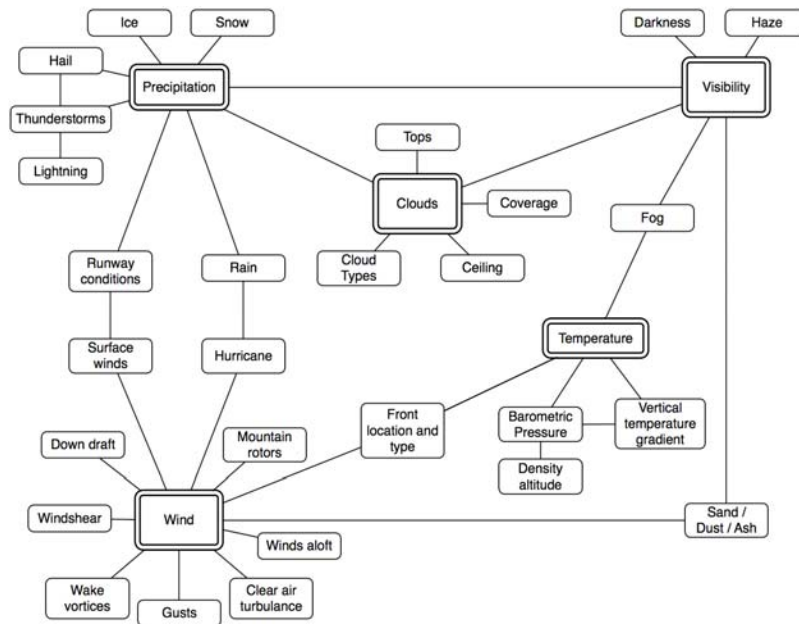 Ice
Snow
Darkness
Haze
Hail
Precipitation
Visibility
Thunderstorms
Tops
Lightning
Clouds
Coverage
Fog
Runway
conditions
Rain
Cloud
Types
Ceiling
Surface
winds
Hurricane
Temperature
Front
location and
type
Barometric
Pressure
Vertical
temperature
gradient
Down draft
Mountain
rotors
Density
altitude
Windshear
Wind
Winds aloft
Sand /
Dust / Ash
Wake
vortices
Gusts
Clear air
turbulance